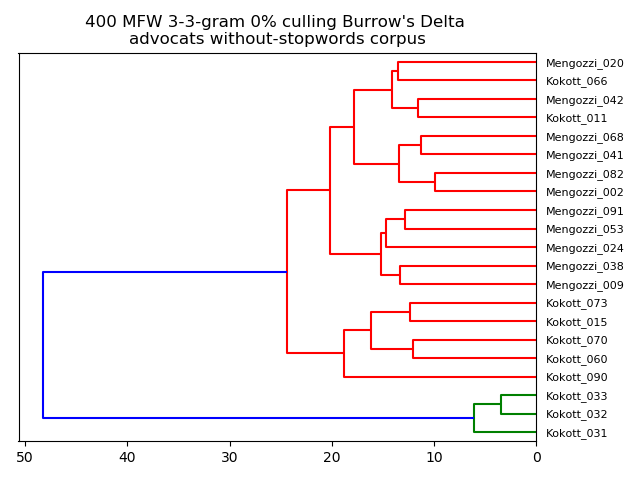 400 MFW 3-3-gram 0% culling Burrow's Delta
advocats without-stopwords corpus
Mengozzi_020
Kokott_066
Mengozzi_042
Kokott_011
Mengozzi_068
Mengozzi_041
Mengozzi_082
Mengozzi_002
Mengozzi_091
Mengozzi_053
Mengozzi_024
Mengozzi_038
Mengozzi_009
Kokott_073
Kokott_015
Kokott_070
Kokott_060
Kokott_090
Kokott_033
Kokott_032
Kokott_031
50 40 30 20 10 0